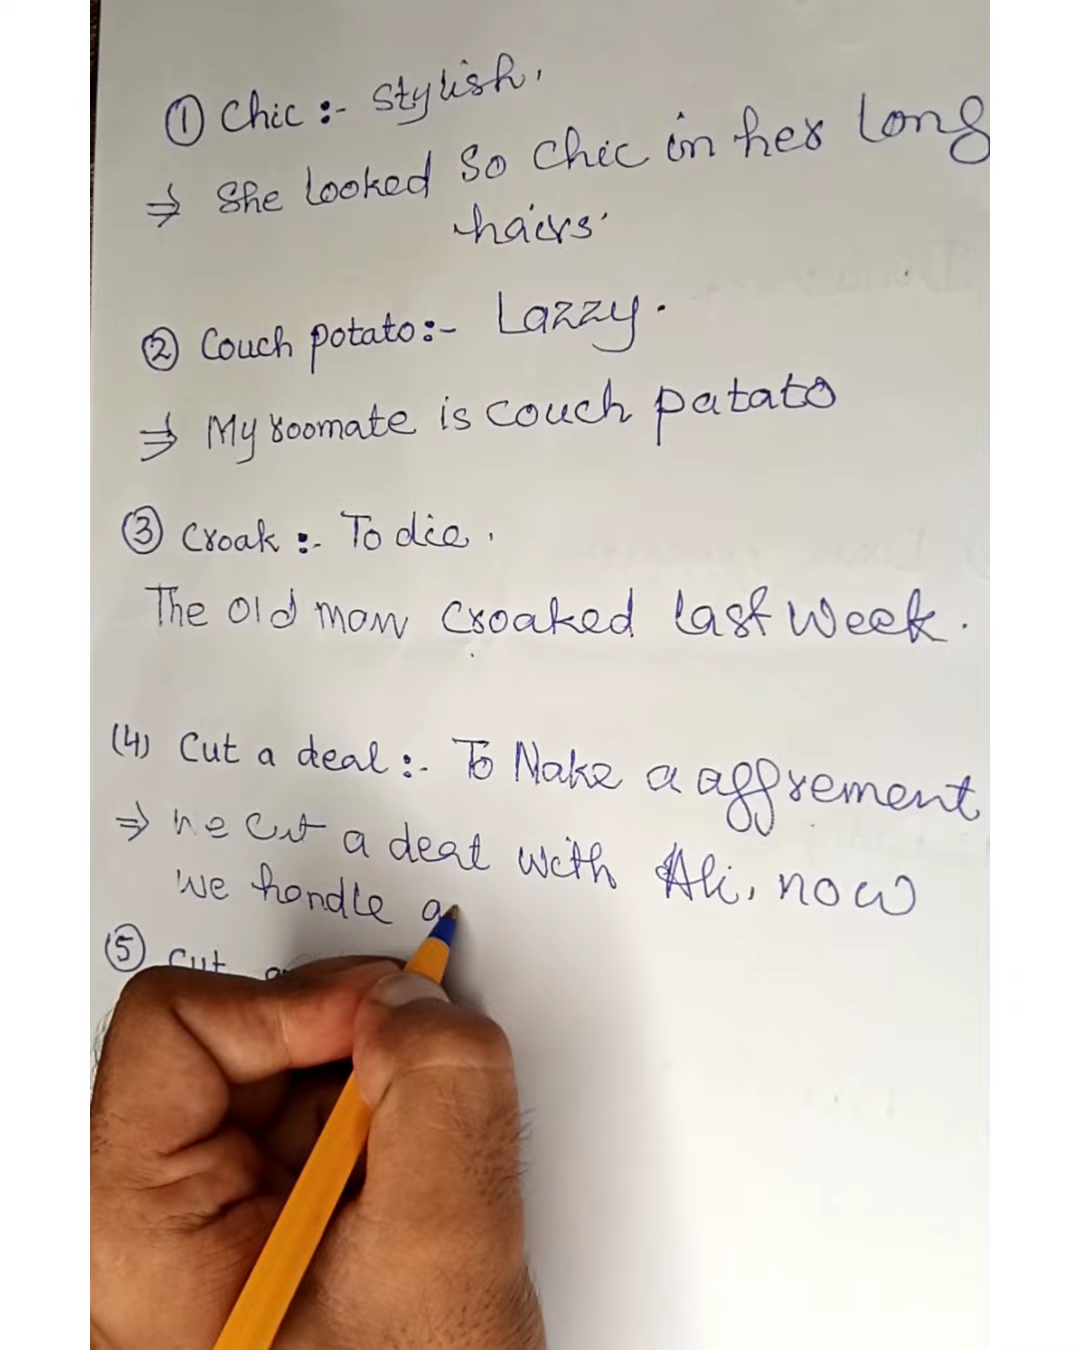 ① Chic :- Stylish.
⇒ She looked So Chic in her long
hairs.
② Couch potato :- Lazzy.
⇒ My roomate is couch patato
③ Croak :- To die.
The old man croaked last week.
(4) Cut a deal :- To Make a affrement
⇒ We cut a deal with Ali, now
we handle a
⑤ Cut